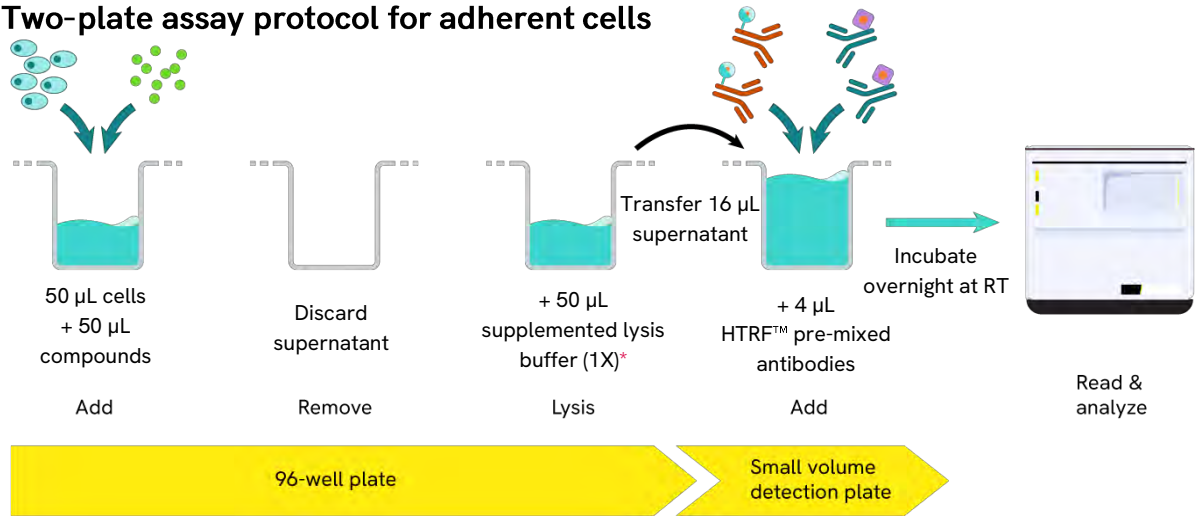 Two-plate assay protocol for adherent cells
50 µL cells
+ 50 µL
compounds
Add
Discard
supernatant
Remove
+ 50 µL
supplemented lysis
buffer (1X)*
Lysis
Transfer 16 µL
supernatant
+ 4 µL
HTRF™ pre-mixed
antibodies
Add
Incubate
overnight at RT
Read &
analyze
96-well plate
Small volume
detection plate